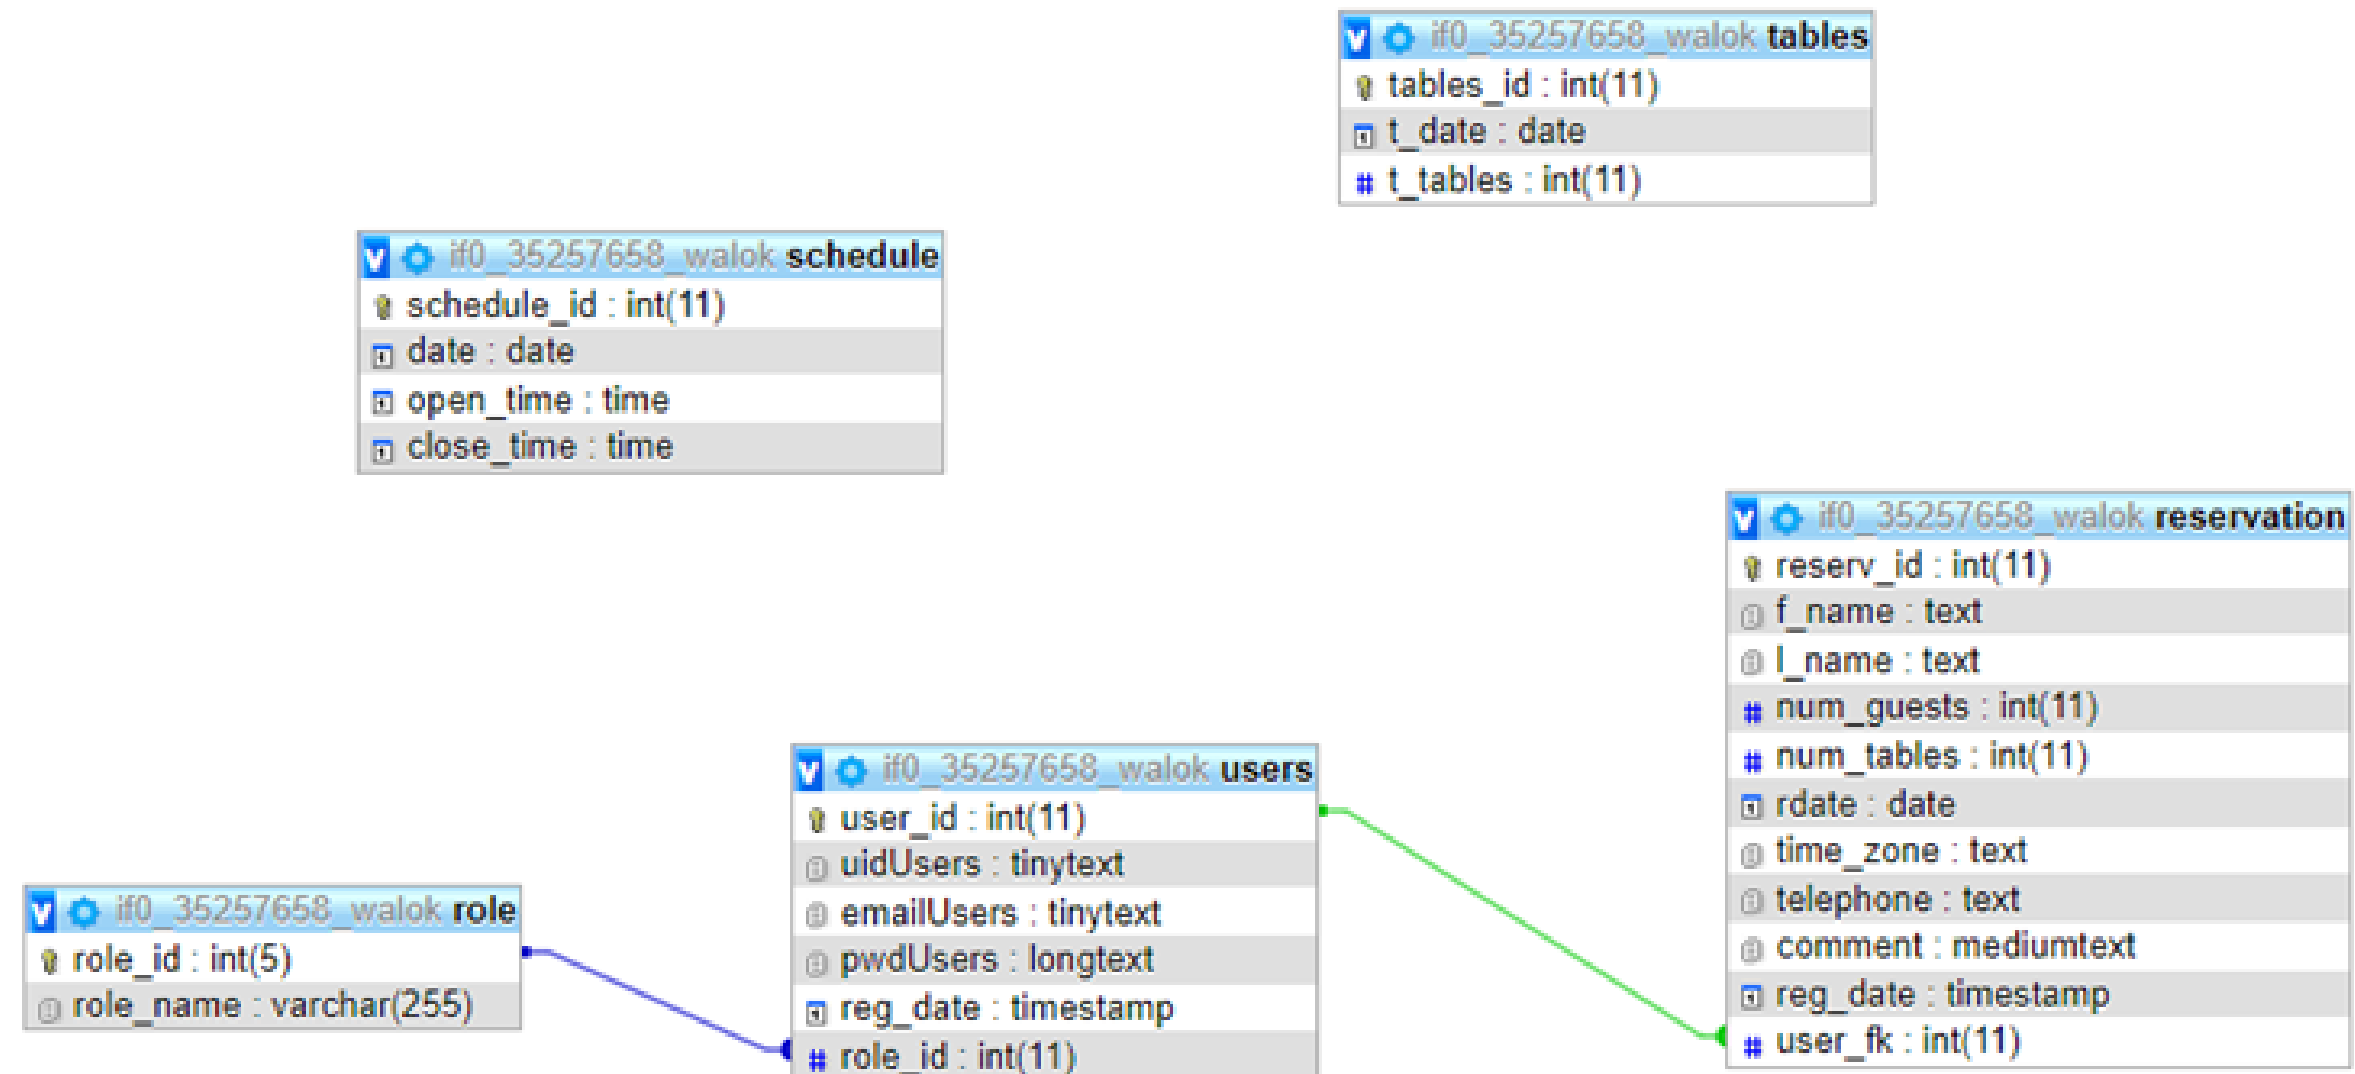 if0_35257658_walok tables
tables_id : int(11)
t_date : date
t_tables : int(11)
if0_35257658_walok schedule
schedule_id : int(11)
date : date
open_time : time
close_time : time
if0_35257658_walok reservation
reserv_id : int(11)
f_name : text
l_name : text
num_guests : int(11)
num_tables : int(11)
rdate : date
time_zone : text
telephone : text
comment : mediumtext
reg_date : timestamp
user_fk : int(11)
if0_35257658_walok users
user_id : int(11)
uidUsers : tinytext
emailUsers : tinytext
pwdUsers : longtext
reg_date : timestamp
role_id : int(11)
if0_35257658_walok role
role_id : int(5)
role_name : varchar(255)